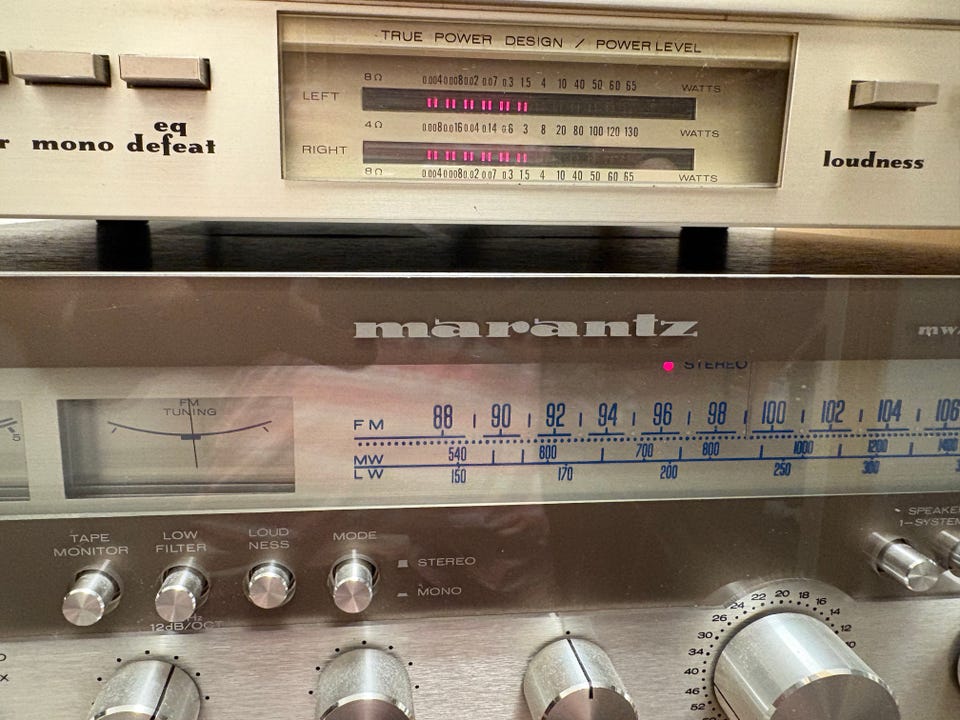 TRUE POWER DESIGN / POWER LEVEL
8Ω 0.004 0.008 0.02 0.07 0.3 1.5 4 10 40 50 60 65 WATTS
LEFT
4Ω 0.008 0.016 0.04 0.14 0.6 3 8 20 80 100 120 130 WATTS
RIGHT
8Ω 0.004 0.008 0.02 0.07 0.3 1.5 4 10 40 50 60 65 WATTS
mono
eq
defeat
loudness
marantz
STEREO
FM TUNING
5
FM 88 90 92 94 96 98 100 102 104 106
MW 540 600 700 800 1000 1200 1400
LW 150 170 200 250 300
TAPE
MONITOR
LOW
FILTER
12dB/OCT
LOUD
NESS
MODE
STEREO
MONO
SPEAKER
1-SYSTEM
12 14 16 18 20 22 24 26 30 34 40 46 52